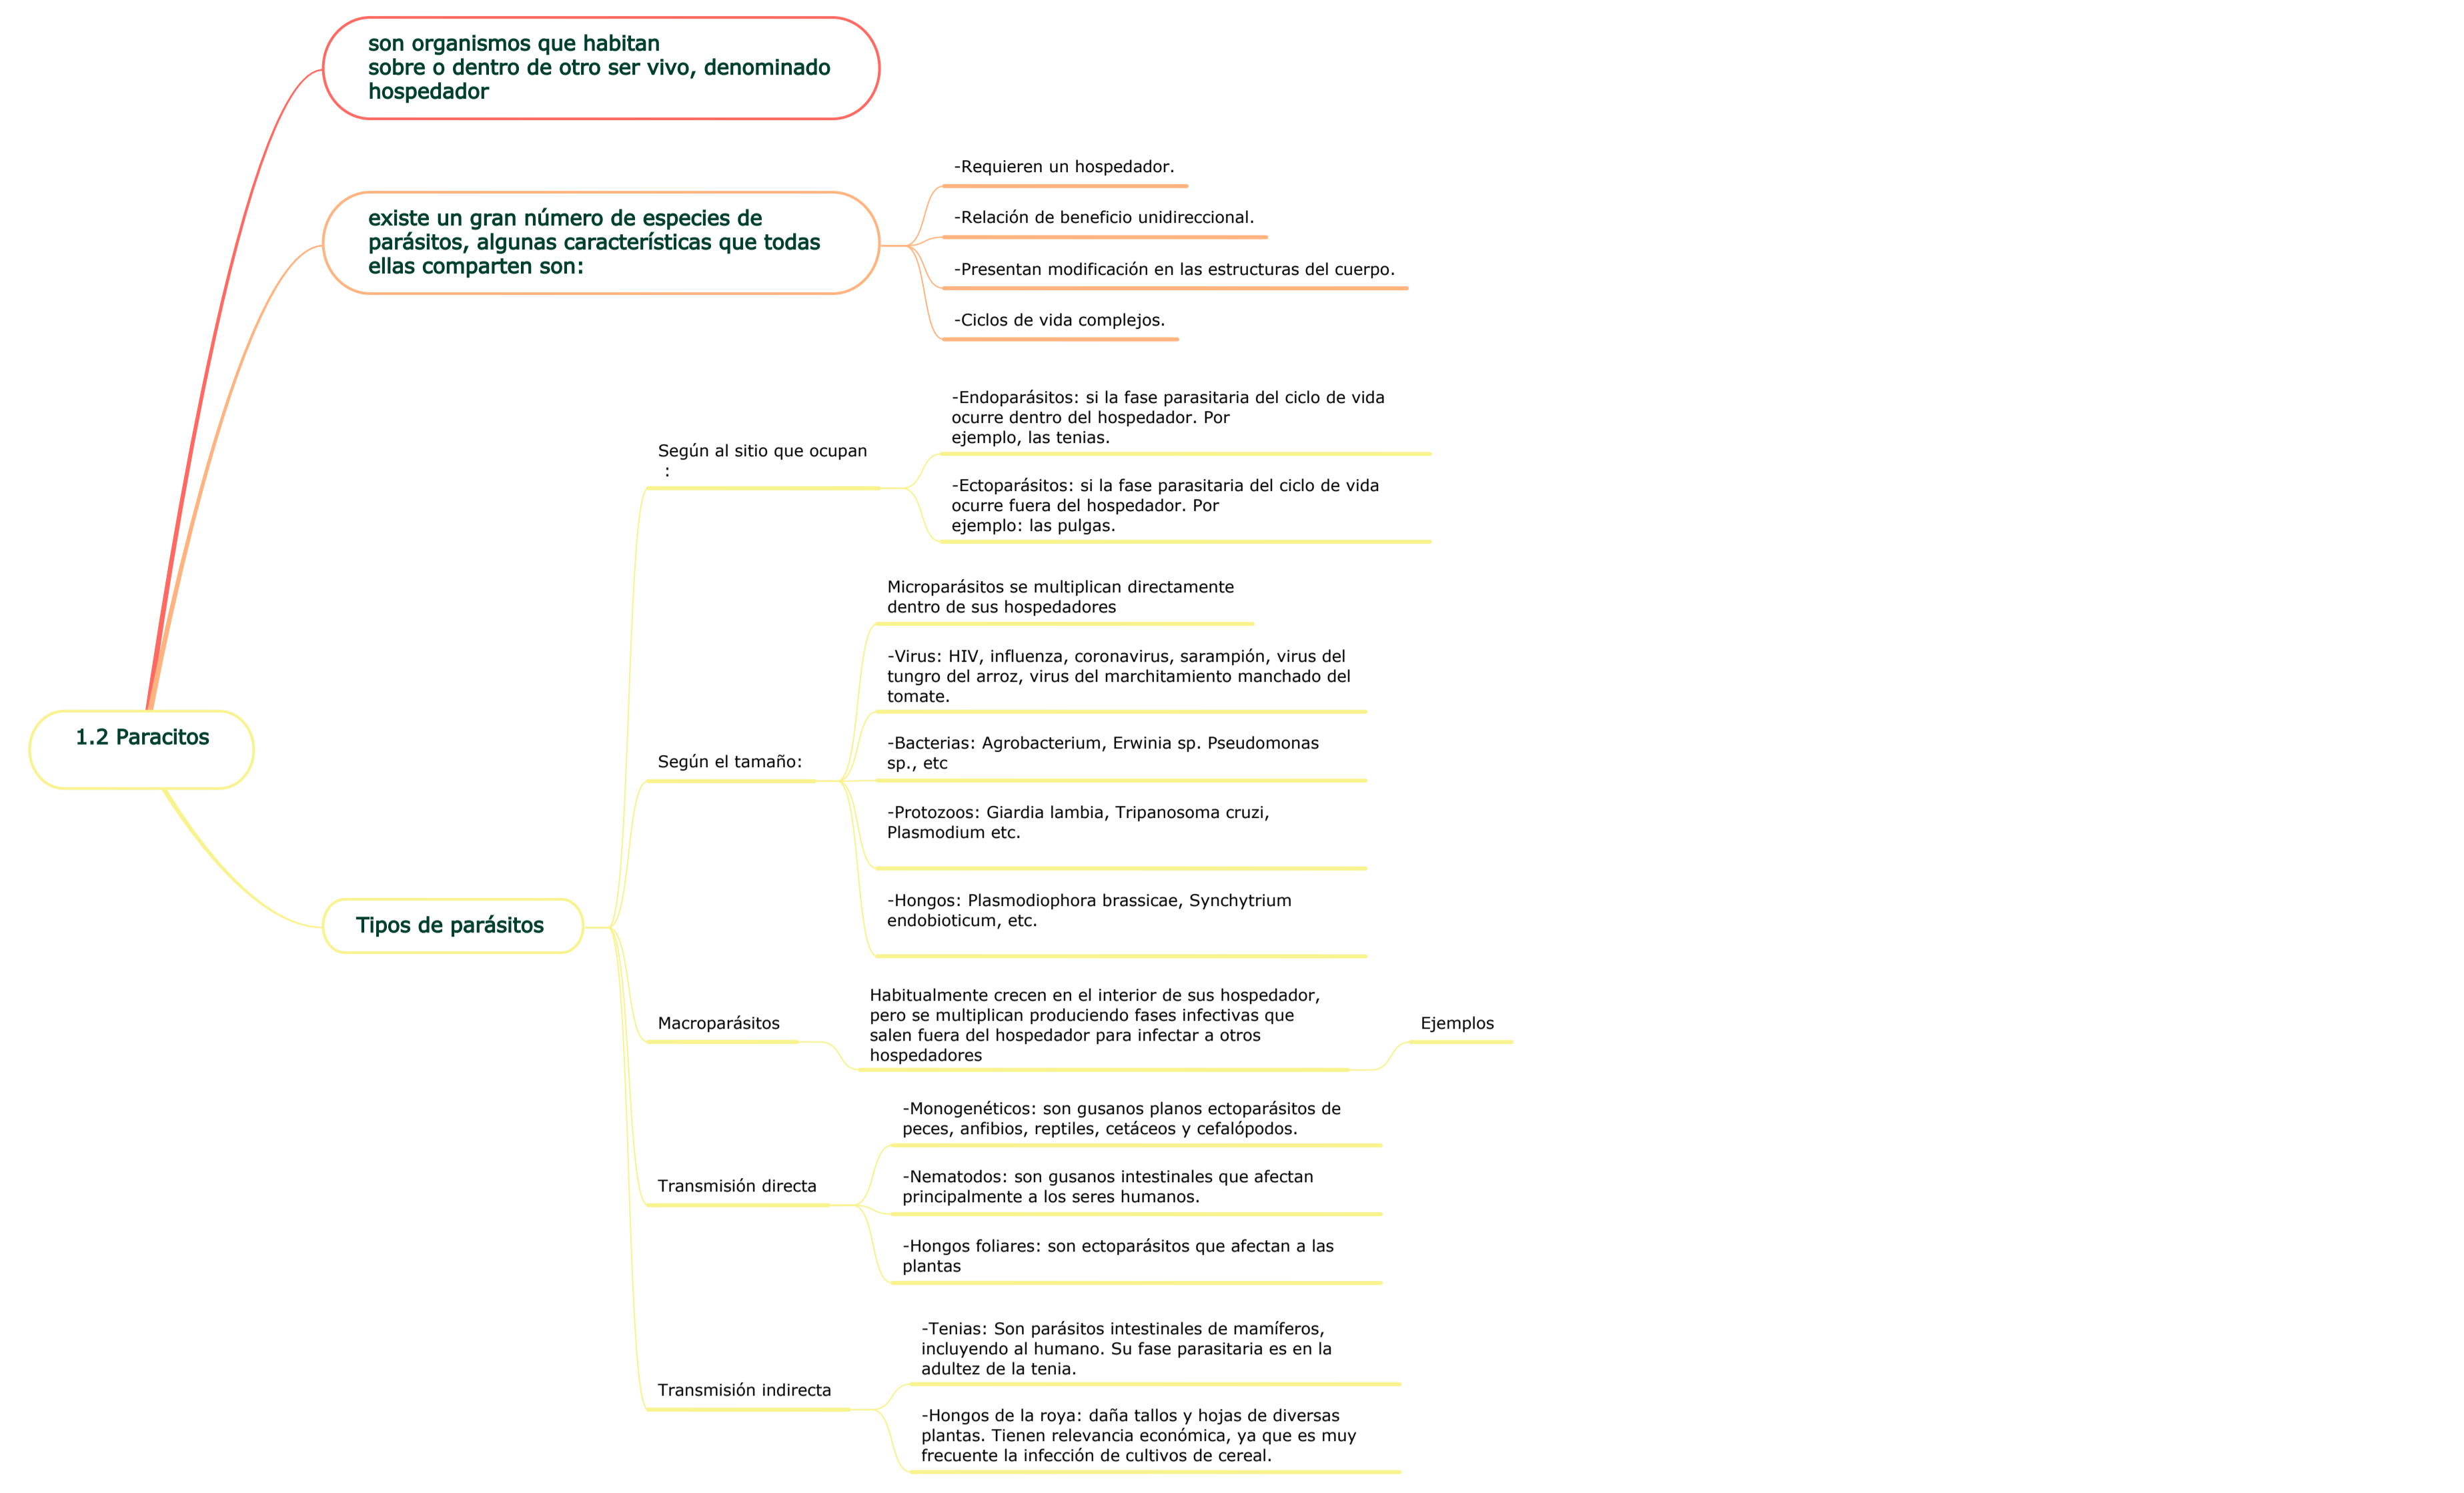 son organismos que habitan
sobre o dentro de otro ser vivo, denominado
hospedador
existe un gran número de especies de
parásitos, algunas características que todas
ellas comparten son:
-Requieren un hospedador.
-Relación de beneficio unidireccional.
-Presentan modificación en las estructuras del cuerpo.
-Ciclos de vida complejos.
1.2 Paracitos
Tipos de parásitos
Según al sitio que ocupan
:
-Endoparásitos: si la fase parasitaria del ciclo de vida
ocurre dentro del hospedador. Por
ejemplo, las tenias.
-Ectoparásitos: si la fase parasitaria del ciclo de vida
ocurre fuera del hospedador. Por
ejemplo: las pulgas.
Según el tamaño:
Microparásitos se multiplican directamente
dentro de sus hospedadores
-Virus: HIV, influenza, coronavirus, sarampión, virus del
tungro del arroz, virus del marchitamiento manchado del
tomate.
-Bacterias: Agrobacterium, Erwinia sp. Pseudomonas
sp., etc
-Protozoos: Giardia lambia, Tripanosoma cruzi,
Plasmodium etc.
-Hongos: Plasmodiophora brassicae, Synchytrium
endobioticum, etc.
Macroparásitos
Habitualmente crecen en el interior de sus hospedador,
pero se multiplican produciendo fases infectivas que
salen fuera del hospedador para infectar a otros
hospedadores
Ejemplos
Transmisión directa
-Monogenéticos: son gusanos planos ectoparásitos de
peces, anfibios, reptiles, cetáceos y cefalópodos.
-Nematodos: son gusanos intestinales que afectan
principalmente a los seres humanos.
-Hongos foliares: son ectoparásitos que afectan a las
plantas
Transmisión indirecta
-Tenias: Son parásitos intestinales de mamíferos,
incluyendo al humano. Su fase parasitaria es en la
adultez de la tenia.
-Hongos de la roya: daña tallos y hojas de diversas
plantas. Tienen relevancia económica, ya que es muy
frecuente la infección de cultivos de cereal.